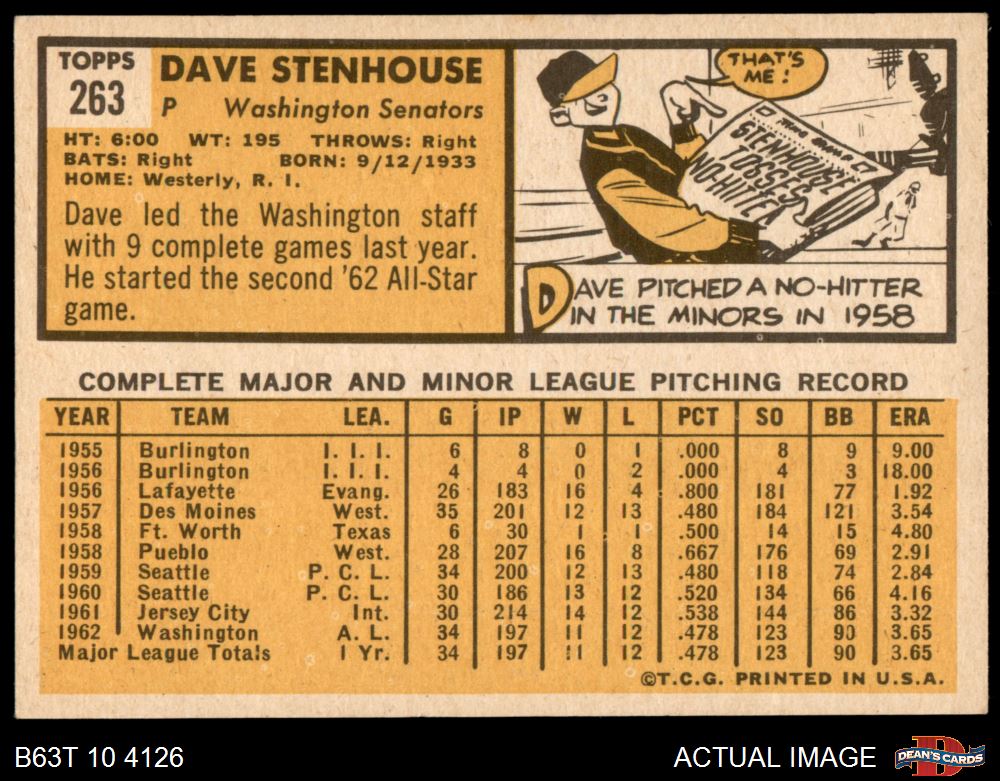 TOPPS
263
DAVE STENHOUSE
P Washington Senators
HT: 6:00 WT: 195 THROWS: Right
BATS: Right BORN: 9/12/1933
HOME: Westerly, R. I.
Dave led the Washington staff
with 9 complete games last year.
He started the second '62 All-Star
game.
THAT'S
ME!
STENHOUSE
TOSSES
NO-HITTER
DAVE PITCHED A NO-HITTER
IN THE MINORS IN 1958
COMPLETE MAJOR AND MINOR LEAGUE PITCHING RECORD
YEAR TEAM LEA. G IP W L PCT SO BB ERA
1955 Burlington I. I. I. 6 8 0 1 .000 8 9 9.00
1956 Burlington I. I. I. 4 4 0 2 .000 4 3 18.00
1956 Lafayette Evang. 26 183 16 4 .800 181 77 1.92
1957 Des Moines West. 35 201 12 13 .480 184 121 3.54
1958 Ft. Worth Texas 6 30 1 1 .500 14 15 4.80
1958 Pueblo West. 28 207 16 8 .667 176 69 2.91
1959 Seattle P. C. L. 34 200 12 13 .480 118 74 2.84
1960 Seattle P. C. L. 30 186 13 12 .520 134 66 4.16
1961 Jersey City Int. 30 214 14 12 .538 144 86 3.32
1962 Washington A. L. 34 197 11 12 .478 123 90 3.65
Major League Totals 1 Yr. 34 197 11 12 .478 123 90 3.65
©T.C.G. PRINTED IN U.S.A.
B63T 10 4126
ACTUAL IMAGE
DEAN'S CARDS